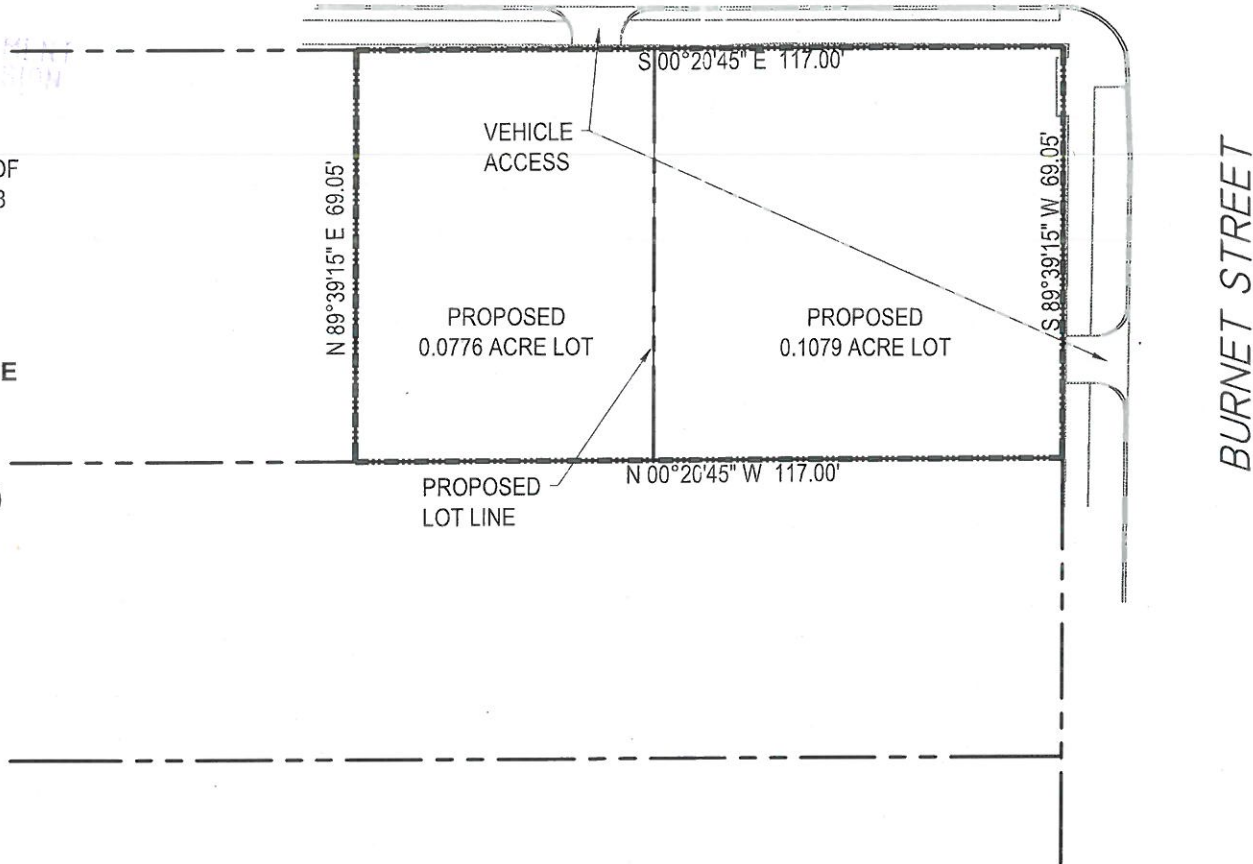 S 00°20'45" E 117.00'
VEHICLE
ACCESS
OF
N 89°39'15" E 69.05'
S 89°39'15" W 69.05'
BURNET STREET
PROPOSED
0.0776 ACRE LOT
PROPOSED
0.1079 ACRE LOT
E
N 00°20'45" W 117.00'
PROPOSED
LOT LINE
)